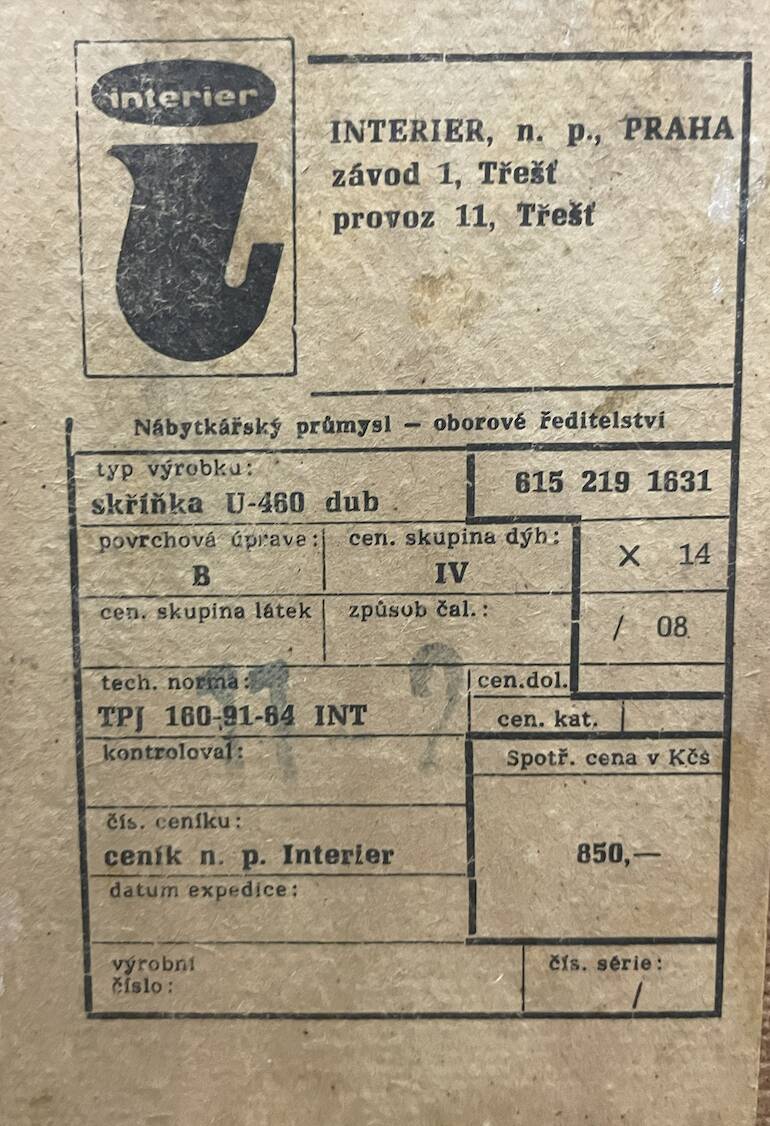 interier
INTERIER, n. p., PRAHA
závod 1, Třešť
provoz 11, Třešť
Nábytkářský průmysl — oborové ředitelství
typ výrobku:
skříňka U-460 dub
615 219 1631
povrchová úprava:
B
cen. skupina dýh:
IV
X 14
cen. skupina látek
způsob čal.:
/ 08
tech. norma:
TPJ 160-91-64 INT
cen.dol.
cen. kat.
kontroloval:
Spotř. cena v Kčs
850,—
čís. ceníku:
ceník n. p. Interier
datum expedice:
výrobní
číslo:
čís. série:
/